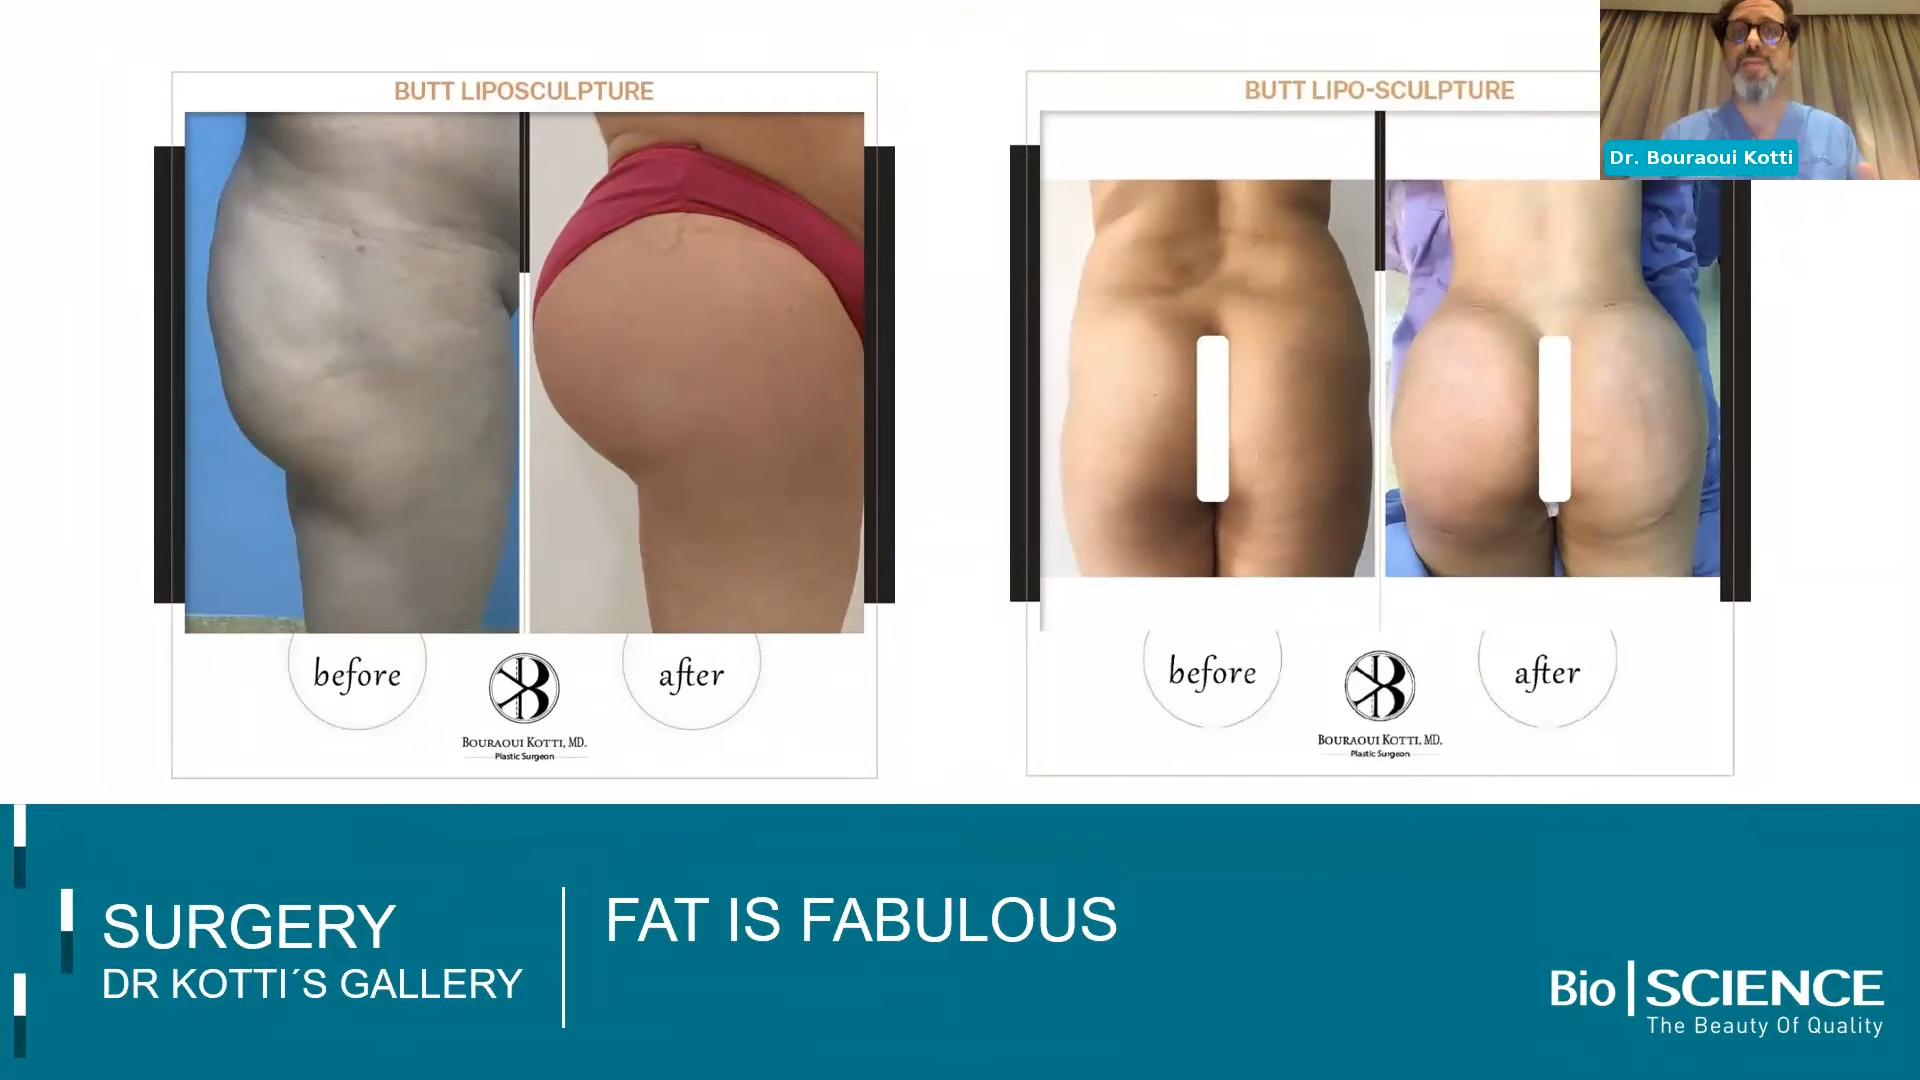 BUTT LIPOSCULPTURE
before
after
BOURAOUI KOTTI, MD.
Plastic Surgeon
BUTT LIPO-SCULPTURE
before
after
BOURAOUI KOTTI, MD.
Plastic Surgeon
Dr. Bouraoui Kotti
SURGERY
DR KOTTI´S GALLERY
FAT IS FABULOUS
Bio|SCIENCE
The Beauty Of Quality